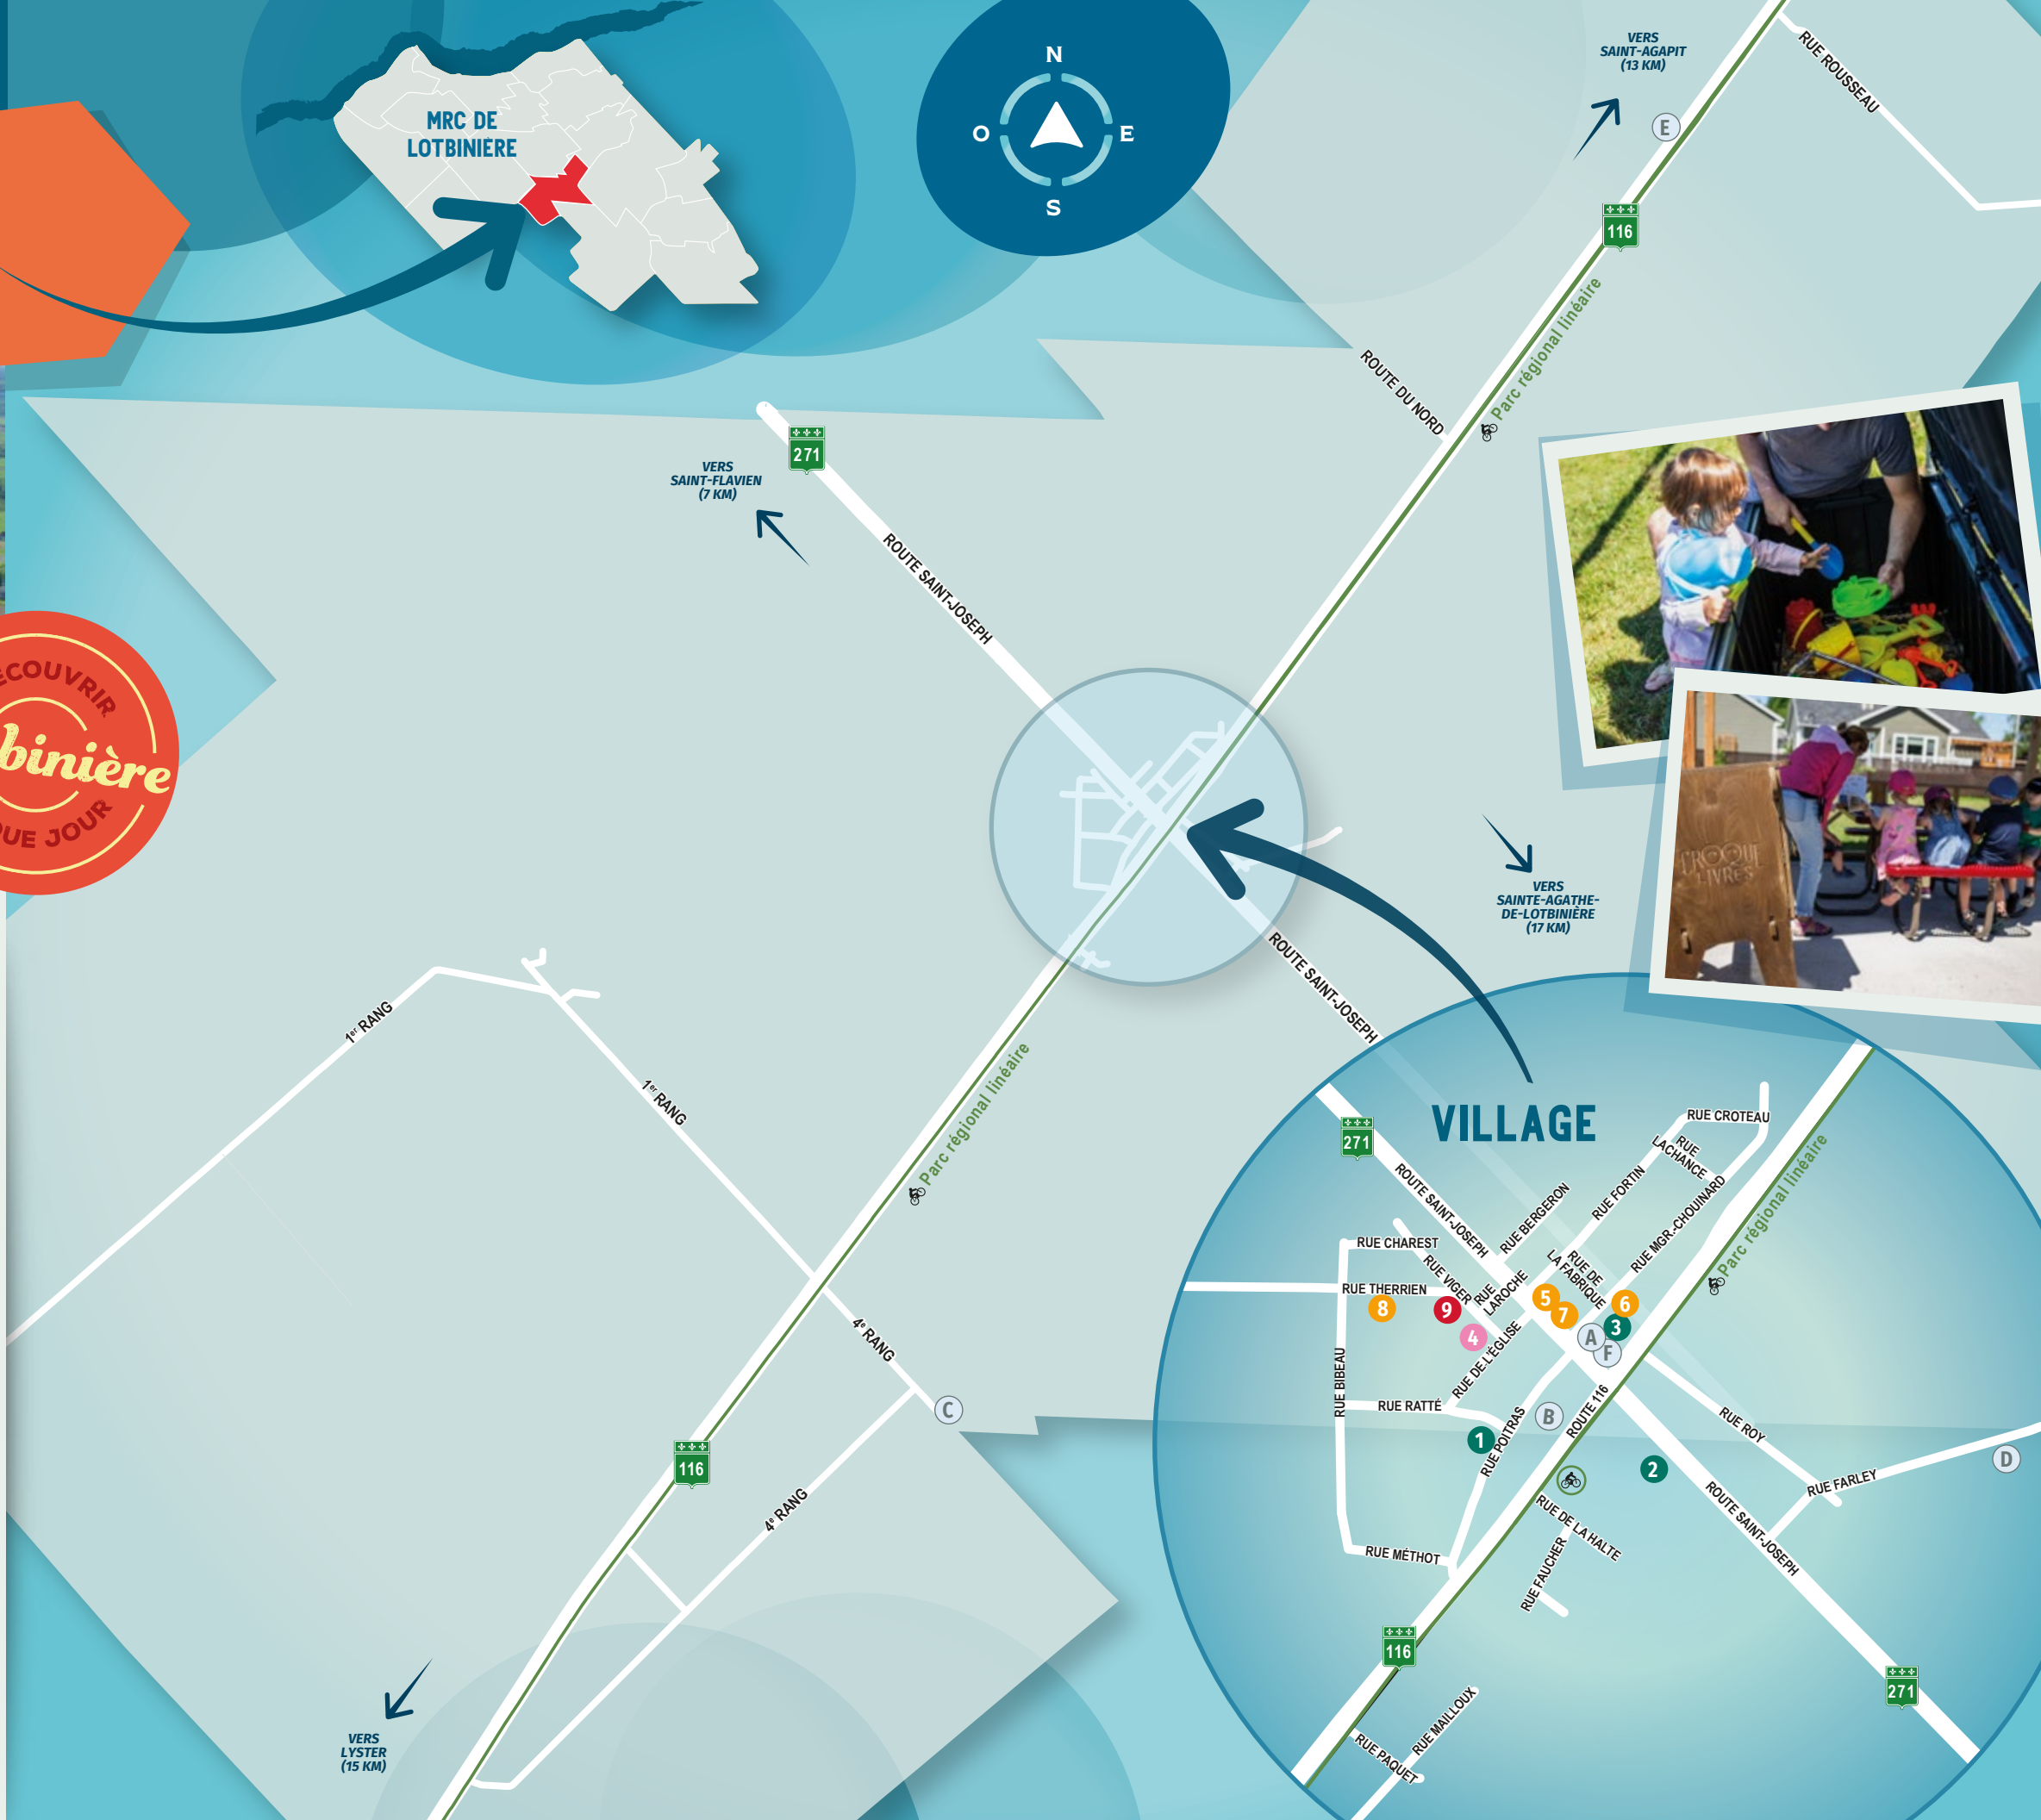 MRC DE
LOTBINIÈRE
N
O
E
S
VERS
SAINT-AGAPIT
(13 KM)
E
RUE ROUSSEAU
116
Parc régional linéaire
ROUTE DU NORD
271
VERS
SAINT-FLAVIEN
(7 KM)
ROUTE SAINT-JOSEPH
ÉCOUVRIR
binière
QUE JOUR
TROQUE
LIVRES
VERS
SAINTE-AGATHE-
DE-LOTBINIÈRE
(17 KM)
ROUTE SAINT-JOSEPH
1er RANG
1er RANG
Parc régional linéaire
4e RANG
C
116
4e RANG
VERS
LYSTER
(15 KM)
VILLAGE
271
RUE CROTEAU
RUE
LACHANCE
ROUTE SAINT-JOSEPH
RUE BERGERON
RUE FORTIN
RUE MGR.-CHOUINARD
Parc régional linéaire
RUE CHAREST
RUE VIGER
RUE DE
LA FABRIQUE
RUE THERRIEN
RUE
LAROCHE
8
9
5
7
6
4
A
3
F
RUE DE L'ÉGLISE
RUE BIBEAU
RUE RATTÉ
B
ROUTE 116
RUE ROY
1
RUE POITRAS
2
D
RUE FARLEY
RUE DE LA HALTE
ROUTE SAINT-JOSEPH
RUE MÉTHOT
RUE FAUCHER
116
271
RUE MAILLOUX
RUE PAQUET